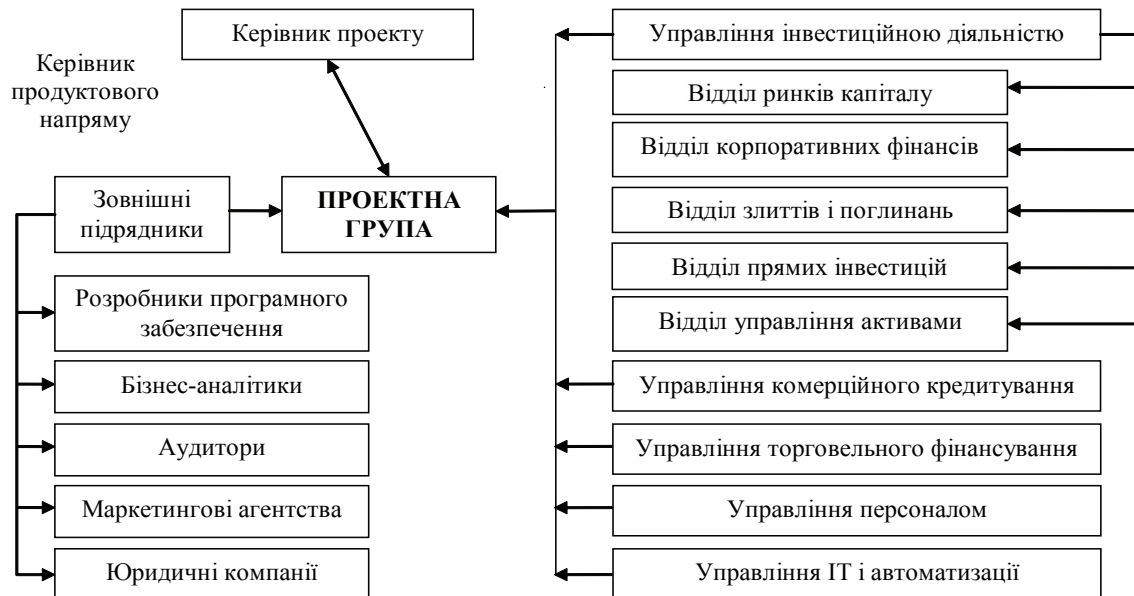 Керівник проекту
Керівник
продуктового
напряму
Зовнішні
підрядники
ПРОЕКТНА
ГРУПА
Розробники програмного
забезпечення
Бізнес-аналітики
Аудитори
Маркетингові агентства
Юридичні компанії
Управління інвестиційною діяльністю
Відділ ринків капіталу
Відділ корпоративних фінансів
Відділ злиттів і поглинань
Відділ прямих інвестицій
Відділ управління активами
Управління комерційного кредитування
Управління торговельного фінансування
Управління персоналом
Управління ІТ і автоматизації